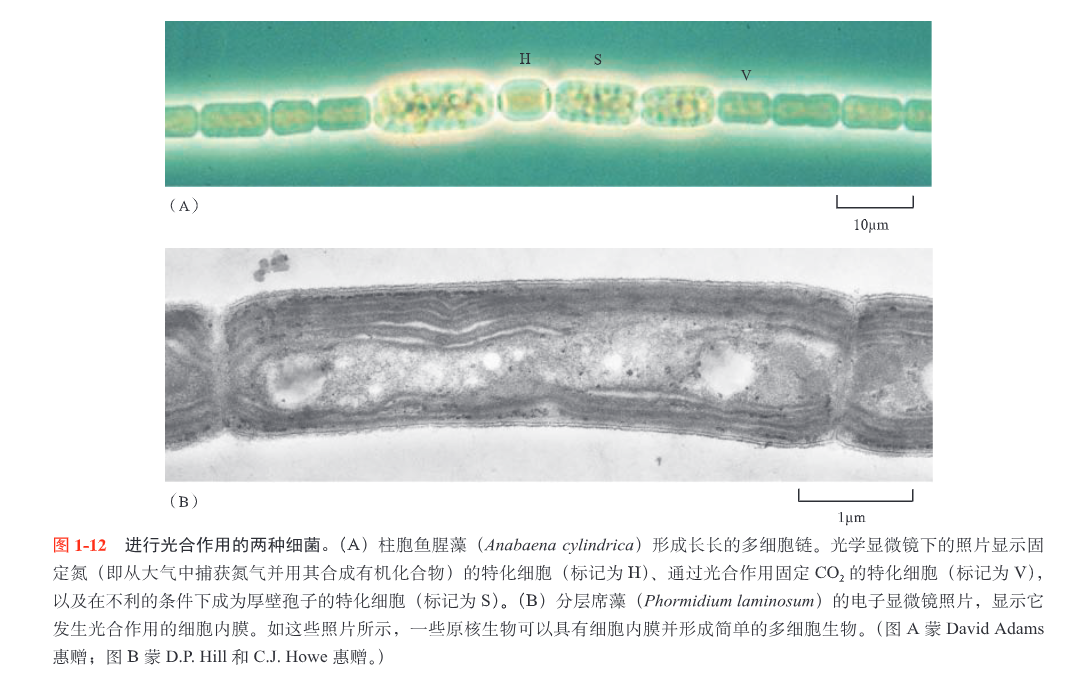 H
S
V
（A）
10μm
（B）
1μm
图 1-12 进行光合作用的两种细菌。（A）柱胞鱼腥藻（Anabaena cylindrica）形成长长的多细胞链。光学显微镜下的照片显示固
定氮（即从大气中捕获氮气并用其合成有机化合物）的特化细胞（标记为 H）、通过光合作用固定 CO₂ 的特化细胞（标记为 V），
以及在不利的条件下成为厚壁孢子的特化细胞（标记为 S）。（B）分层席藻（Phormidium laminosum）的电子显微镜照片，显示它
发生光合作用的细胞内膜。如这些照片所示，一些原核生物可以具有细胞内膜并形成简单的多细胞生物。（图 A 蒙 David Adams
惠赠；图 B 蒙 D.P. Hill 和 C.J. Howe 惠赠。）